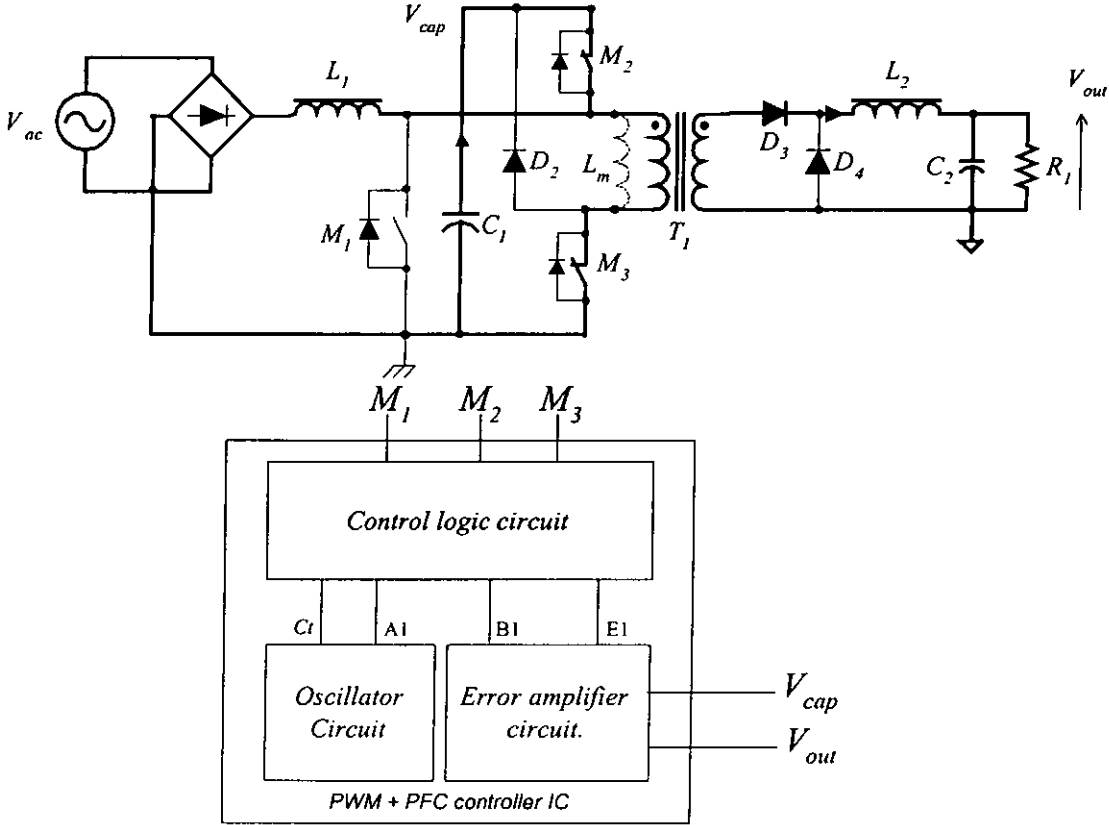 V_cap
M_2
L_1
L_2
V_out
V_ac
D_3
D_2
L_m
D_4
C_2
R_1
M_1
C_1
T_1
M_3
M_1 M_2 M_3
Control logic circuit
Ct A1 B1 E1
Oscillator
Circuit
Error amplifier
circuit.
V_cap
V_out
PWM + PFC controller IC